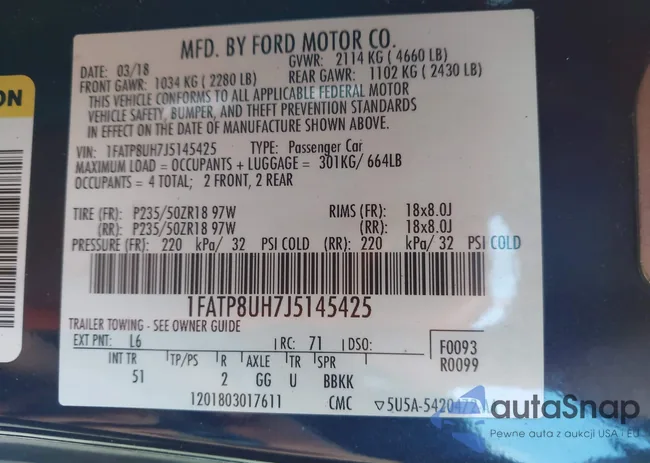 ON
MFD. BY FORD MOTOR CO.
DATE: 03/18 GVWR: 2114 KG ( 4660 LB)
FRONT GAWR: 1034 KG ( 2280 LB) REAR GAWR: 1102 KG ( 2430 LB)
THIS VEHICLE CONFORMS TO ALL APPLICABLE FEDERAL MOTOR
VEHICLE SAFETY, BUMPER, AND THEFT PREVENTION STANDARDS
IN EFFECT ON THE DATE OF MANUFACTURE SHOWN ABOVE.
VIN: 1FATP8UH7J5145425 TYPE: Passenger Car
MAXIMUM LOAD = OCCUPANTS + LUGGAGE = 301KG/ 664LB
OCCUPANTS = 4 TOTAL; 2 FRONT, 2 REAR
TIRE (FR): P235/50ZR18 97W RIMS (FR): 18x8.0J
(RR): P235/50ZR18 97W (RR): 18x8.0J
PRESSURE (FR): 220 kPa/ 32 PSI COLD (RR): 220 kPa/ 32 PSI COLD
1FATP8UH7J5145425
TRAILER TOWING - SEE OWNER GUIDE
EXT PNT: L6 RC: 71 DSO: F0093
R0099
INT TR TP/PS R AXLE TR SPR
51 2 GG U BBKK
1201803017611 CMC ▽5U5A-5420472
autaSnap
Pewne auta z aukcji USA i EU